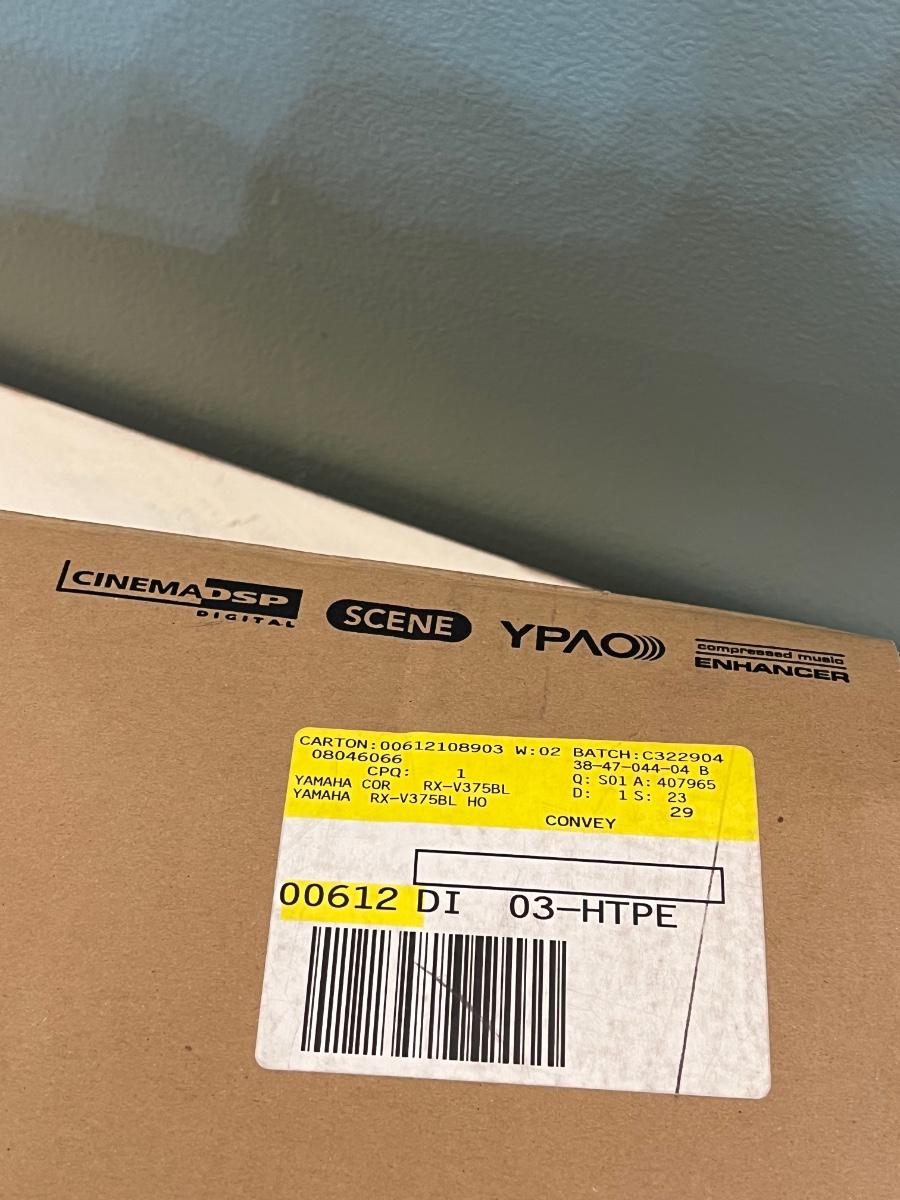 CINEMA DSP
DIGITAL
SCENE
YPAO
compressed music
ENHANCER
CARTON:00612108903 W:02 BATCH:C322904
08046066 38-47-044-04 B
CPQ: 1 Q: S01 A: 407965
YAMAHA COR RX-V375BL D: 1 S: 23
YAMAHA RX-V375BL HO 29
CONVEY
00612 DI 03-HTPE